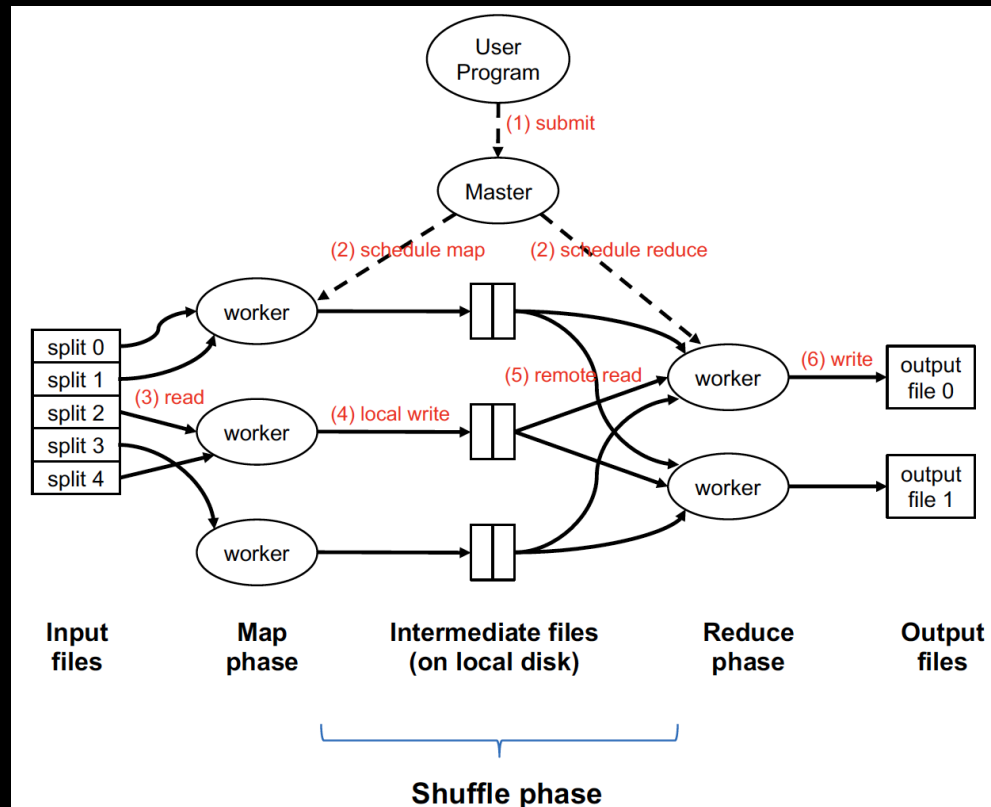 User
Program
(1) submit
Master
(2) schedule map
(2) schedule reduce
worker
split 0
split 1
split 2
split 3
split 4
(3) read
worker
(4) local write
worker
(5) remote read
worker
(6) write
output
file 0
worker
output
file 1
Input
files
Map
phase
Intermediate files
(on local disk)
Reduce
phase
Output
files
Shuffle phase